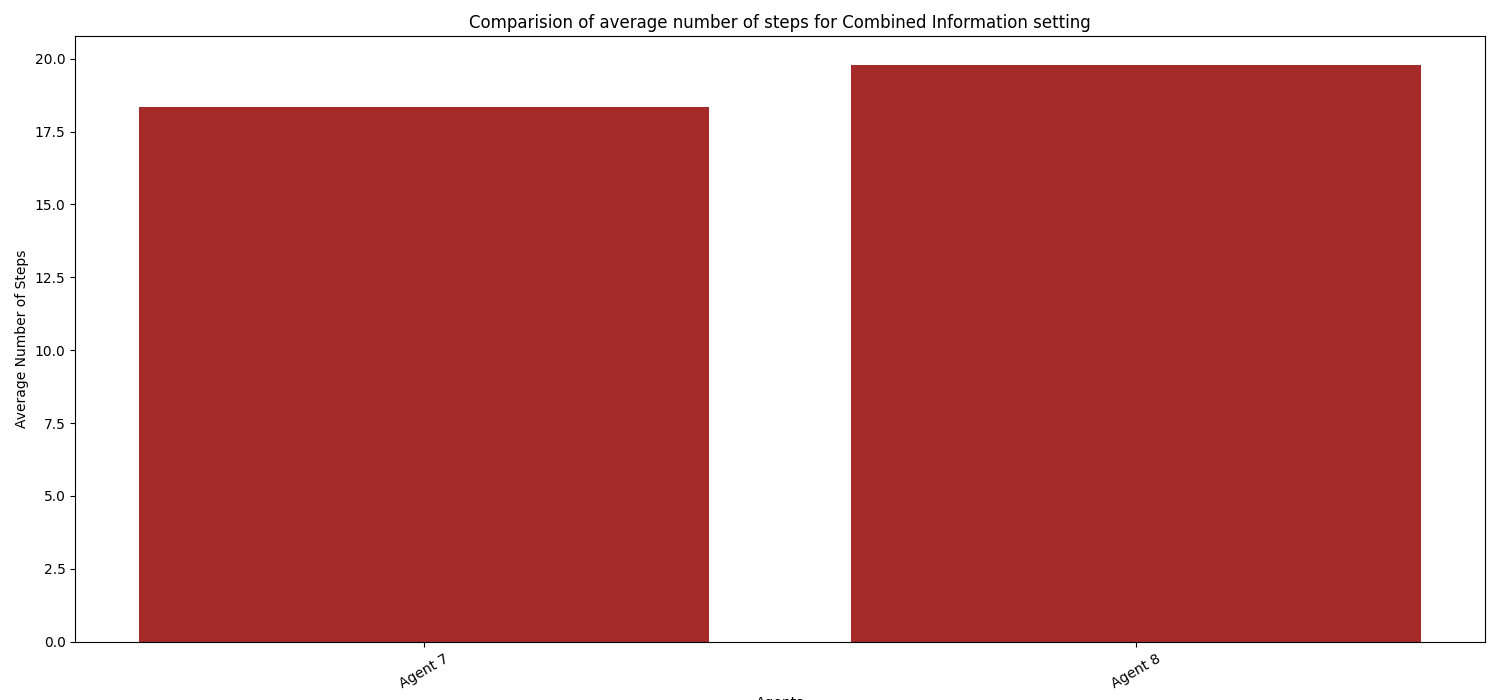 Comparision of average number of steps for Combined Information setting
20.0
17.5
15.0
12.5
10.0
7.5
5.0
2.5
0.0
Average Number of Steps
Agent 7
Agent 8
Agents